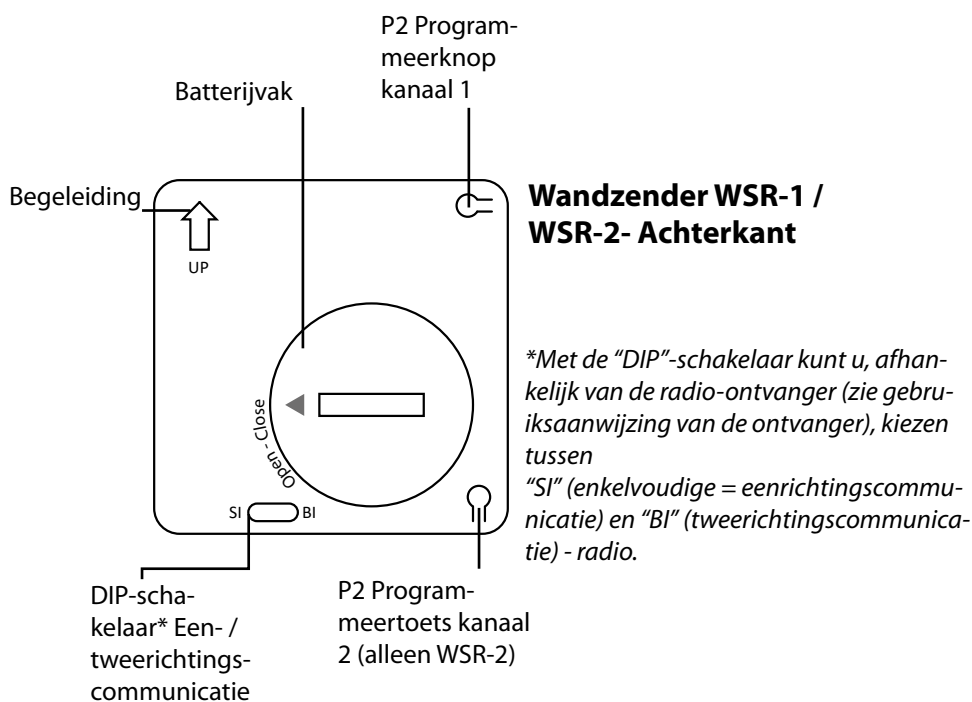 P2 Program-
meerknop
kanaal 1
Batterijvak
Begeleiding
UP
Wandzender WSR-1 /
WSR-2- Achterkant
*Met de “DIP”-schakelaar kunt u, afhan-
kelijk van de radio-ontvanger (zie gebru-
iksaanwijzing van de ontvanger), kiezen
tussen
“SI” (enkelvoudige = eenrichtingscommu-
nicatie) en “BI” (tweerichtingscommunica-
tie) - radio.
Open - Close
SI BI
DIP-scha-
kelaar* Een- /
tweerichtings-
communicatie
P2 Program-
meertoets kanaal
2 (alleen WSR-2)